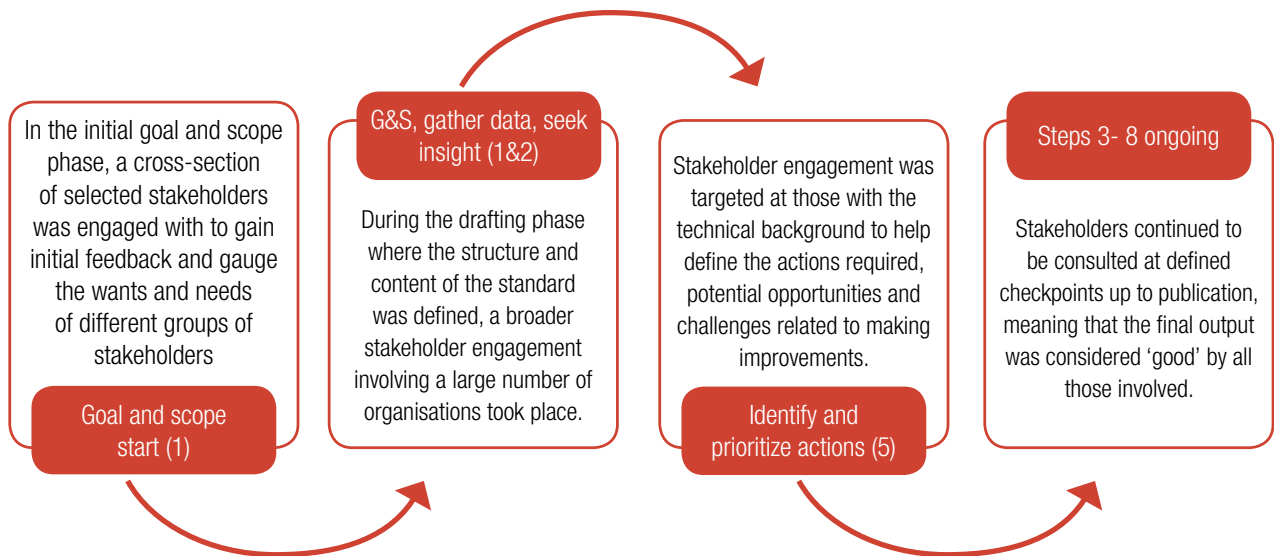 In the initial goal and scope
phase, a cross-section
of selected stakeholders
was engaged with to gain
initial feedback and gauge
the wants and needs
of different groups of
stakeholders
Goal and scope
start (1)
G&S, gather data, seek
insight (1&2)
During the drafting phase
where the structure and
content of the standard
was defined, a broader
stakeholder engagement
involving a large number of
organisations took place.
Stakeholder engagement was
targeted at those with the
technical background to help
define the actions required,
potential opportunities and
challenges related to making
improvements.
Identify and
prioritize actions (5)
Steps 3- 8 ongoing
Stakeholders continued to
be consulted at defined
checkpoints up to publication,
meaning that the final output
was considered ‘good’ by all
those involved.